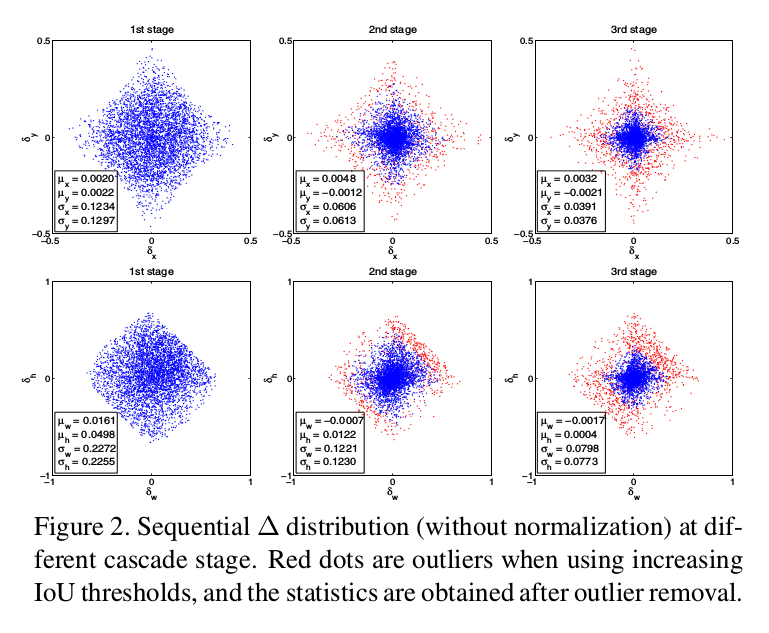 1st stage
2nd stage
3rd stage
0.5
0
−0.5
−0.5
0
0.5
δy
δx
μx = 0.0020
μy = 0.0022
σx = 0.1234
σy = 0.1297
0.5
0
−0.5
−0.5
0
0.5
δy
δx
μx = 0.0048
μy = −0.0012
σx = 0.0606
σy = 0.0613
0.5
0
−0.5
−0.5
0
0.5
δy
δx
μx = 0.0032
μy = −0.0021
σx = 0.0391
σy = 0.0376
1st stage
2nd stage
3rd stage
1
0
−1
−1
0
1
δh
δw
μw = 0.0161
μh = 0.0498
σw = 0.2272
σh = 0.2255
1
0
−1
−1
0
1
δh
δw
μw = −0.0007
μh = 0.0122
σw = 0.1221
σh = 0.1230
1
0
−1
−1
0
1
δh
δw
μw = −0.0017
μh = 0.0004
σw = 0.0798
σh = 0.0773
Figure 2. Sequential Δ distribution (without normalization) at dif-
ferent cascade stage. Red dots are outliers when using increasing
IoU thresholds, and the statistics are obtained after outlier removal.